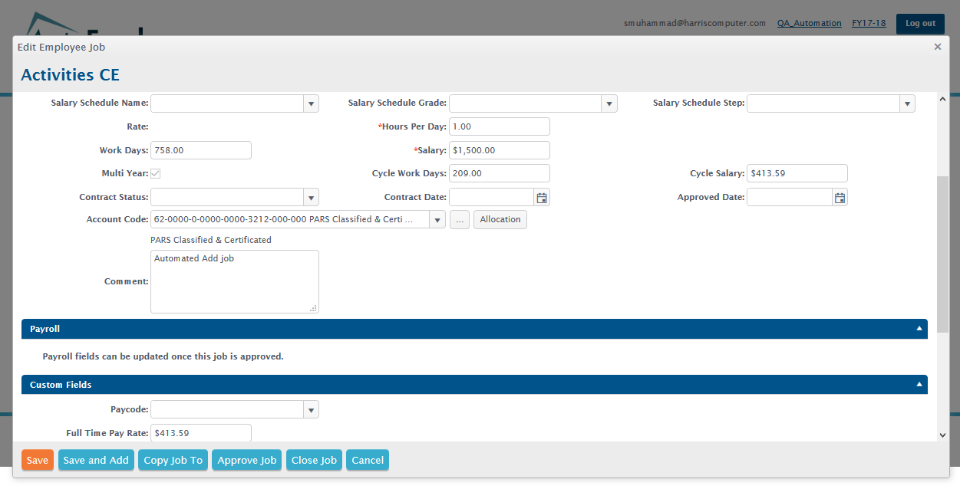 smuhammad@harriscomputer.com QA_Automation FY17-18 Log out
Edit Employee Job
Activities CE
Salary Schedule Name: Salary Schedule Grade: Salary Schedule Step:
Rate: *Hours Per Day: 1.00
Work Days: 758.00 *Salary: $1,500.00
Multi Year: Cycle Work Days: 209.00 Cycle Salary: $413.59
Contract Status: Contract Date: Approved Date:
Account Code: 62-0000-0-0000-0000-3212-000-000 PARS Classified & Certi ... ... Allocation
PARS Classified & Certificated
Comment: Automated Add job
Payroll
Payroll fields can be updated once this job is approved.
Custom Fields
Paycode:
Full Time Pay Rate: $413.59
Save Save and Add Copy Job To Approve Job Close Job Cancel